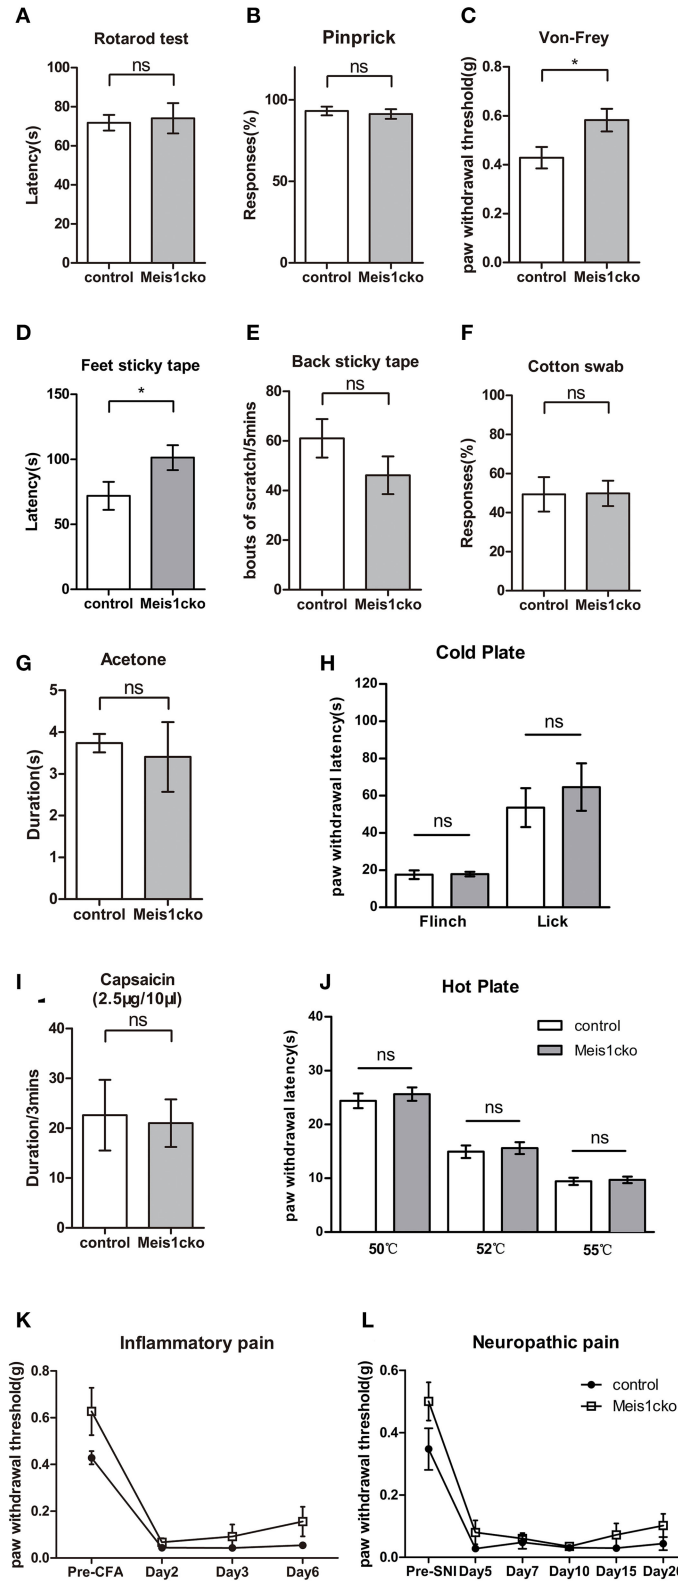 A
Rotarod test
ns
Latency(s)
100
80
60
40
20
0
control Meis1cko
B
Pinprick
ns
Responses(%)
100
50
0
control Meis1cko
C
Von-Frey
*
paw withdrawal threshold(g)
0.8
0.6
0.4
0.2
0.0
control Meis1cko
D
Feet sticky tape
*
Latency(s)
150
100
50
0
control Meis1cko
E
Back sticky tape
ns
bouts of scratch/5mins
80
60
40
20
0
control Meis1cko
F
Cotton swab
ns
Responses(%)
100
80
60
40
20
0
control Meis1cko
G
Acetone
ns
Duration(s)
5
4
3
2
1
0
control Meis1cko
H
Cold Plate
ns
ns
paw withdrawal latency(s)
120
100
80
60
40
20
0
Flinch Lick
I
Capsaicin
(2.5μg/10μl)
ns
Duration/3mins
40
30
20
10
0
control Meis1cko
J
Hot Plate
control
Meis1cko
ns
ns
ns
paw withdrawal latency(s)
40
30
20
10
0
50℃ 52℃ 55℃
K
Inflammatory pain
paw withdrawal threshold(g)
0.8
0.6
0.4
0.2
0.0
Pre-CFA Day2 Day3 Day6
L
Neuropathic pain
control
Meis1cko
paw withdrawal threshold(g)
0.6
0.4
0.2
0.0
Pre-SNI Day5 Day7 Day10 Day15 Day20